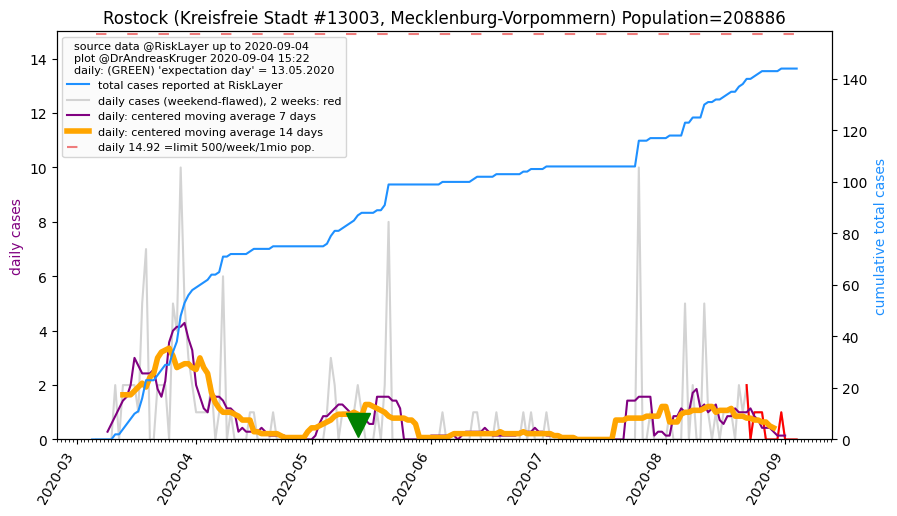 Rostock (Kreisfreie Stadt #13003, Mecklenburg-Vorpommern) Population=208886
source data @RiskLayer up to 2020-09-04
plot @DrAndreasKruger 2020-09-04 15:22
daily: (GREEN) 'expectation day' = 13.05.2020
total cases reported at RiskLayer
daily cases (weekend-flawed), 2 weeks: red
daily: centered moving average 7 days
daily: centered moving average 14 days
daily 14.92 =limit 500/week/1mio pop.
daily cases
14
12
10
8
6
4
2
0
cumulative total cases
140
120
100
80
60
40
20
0
2020-03
2020-04
2020-05
2020-06
2020-07
2020-08
2020-09